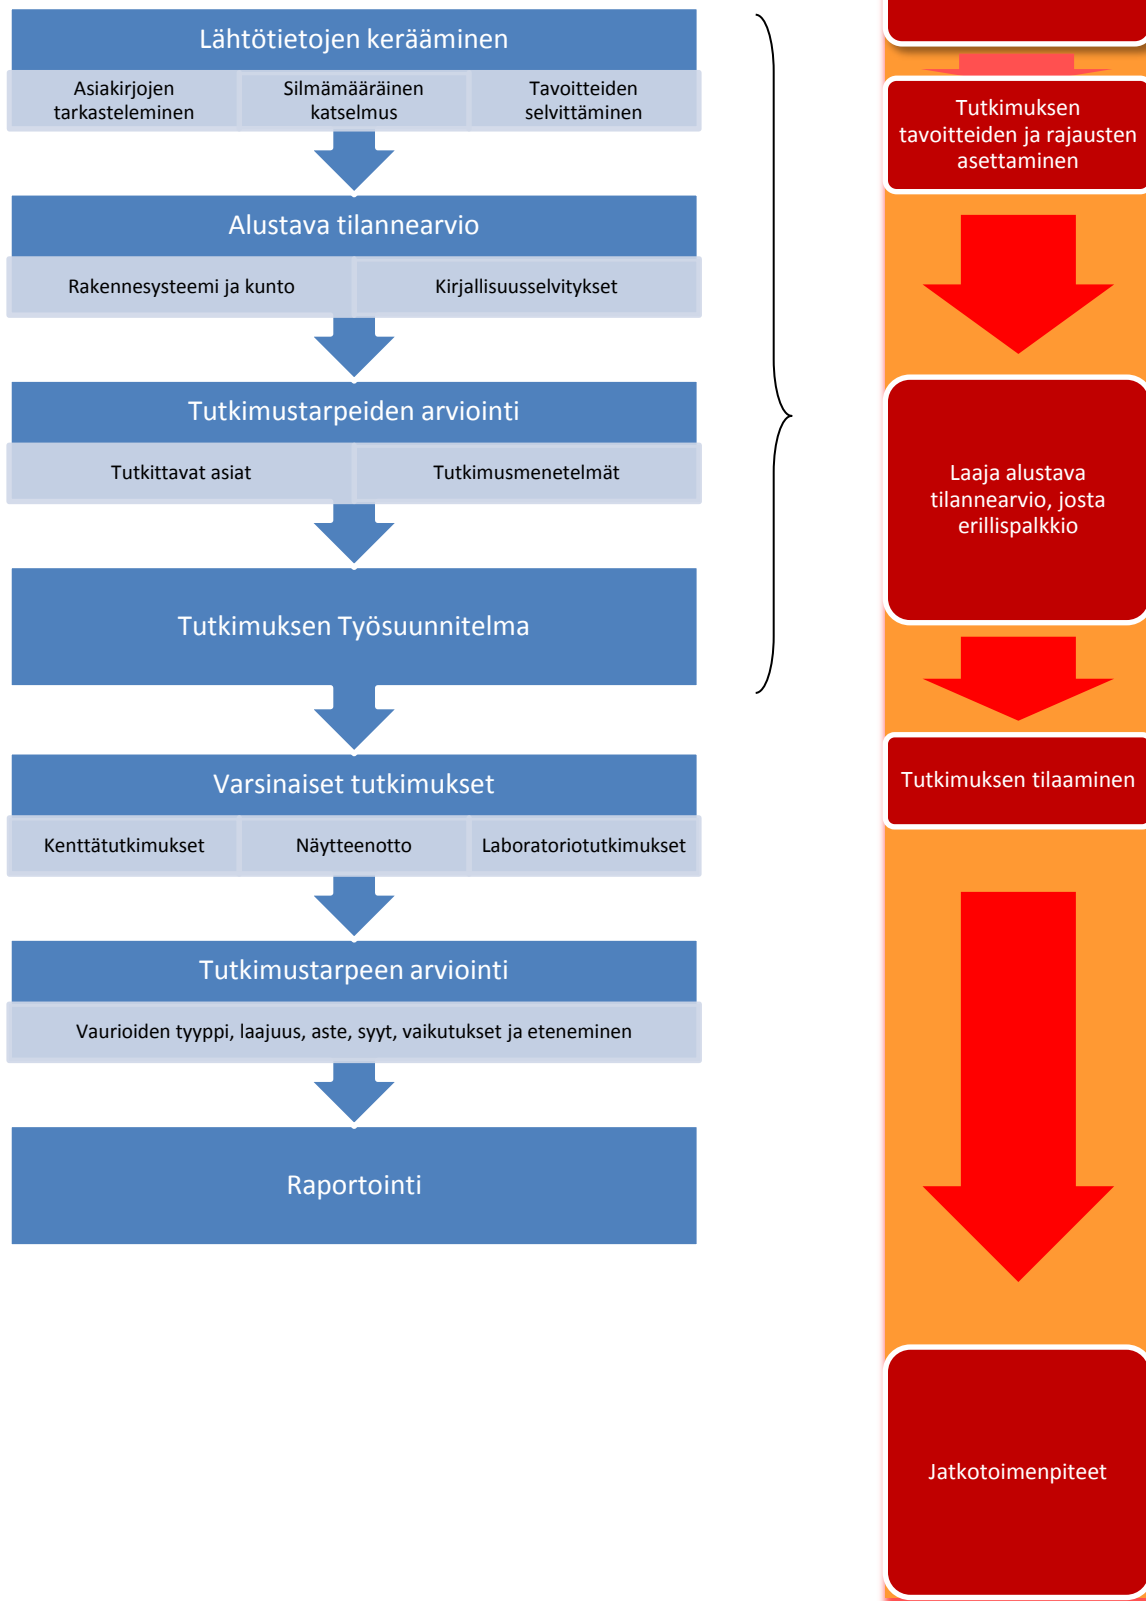 Lähtötietojen kerääminen
Asiakirjojen
tarkasteleminen
Silmämääräinen
katselmus
Tavoitteiden
selvittäminen
Alustava tilannearvio
Rakennesysteemi ja kunto
Kirjallisuusselvitykset
Tutkimustarpeiden arviointi
Tutkittavat asiat
Tutkimusmenetelmät
Tutkimuksen Työsuunnitelma
Varsinaiset tutkimukset
Kenttätutkimukset
Näytteenotto
Laboratoriotutkimukset
Tutkimustarpeen arviointi
Vaurioiden tyyppi, laajuus, aste, syyt, vaikutukset ja eteneminen
Raportointi
Tutkimuksen
tavoitteiden ja rajausten
asettaminen
Laaja alustava
tilannearvio, josta
erillispalkkio
Tutkimuksen tilaaminen
Jatkotoimenpiteet